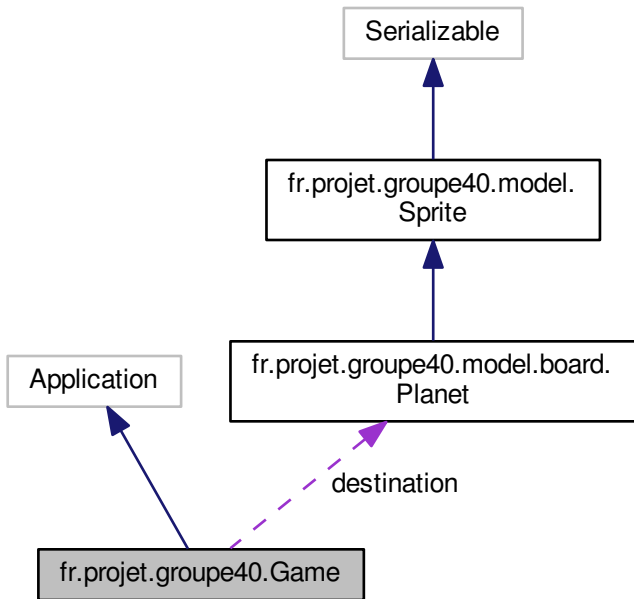 Serializable
fr.projet.groupe40.model.
Sprite
fr.projet.groupe40.model.board.
Planet
Application
destination
fr.projet.groupe40.Game